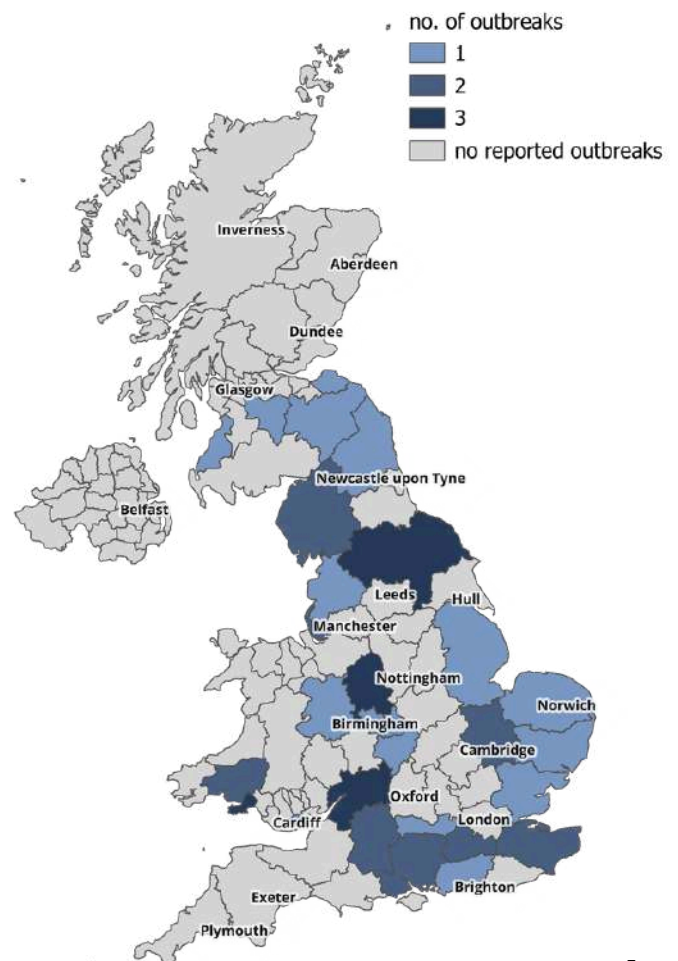 no. of outbreaks
1
2
3
no reported outbreaks
Inverness
Aberdeen
Dundee
Glasgow
Newcastle upon Tyne
Belfast
Leeds
Hull
Manchester
Nottingham
Norwich
Birmingham
Cambridge
Oxford
London
Cardiff
Brighton
Exeter
Plymouth